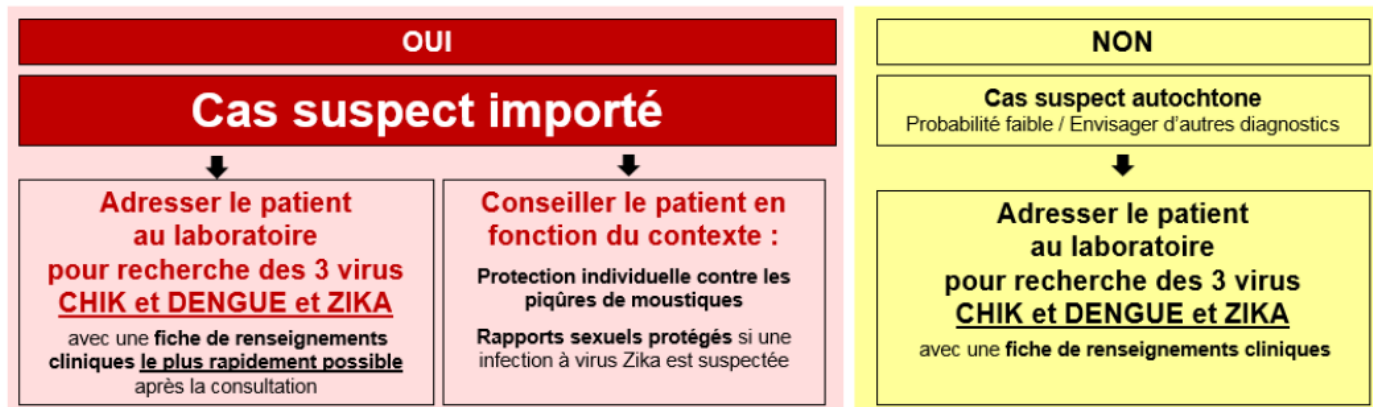 OUI
Cas suspect importé
Adresser le patient
au laboratoire
pour recherche des 3 virus
CHIK et DENGUE et ZIKA
avec une fiche de renseignements
cliniques le plus rapidement possible
après la consultation
Conseiller le patient en
fonction du contexte :
Protection individuelle contre les
piqûres de moustiques
Rapports sexuels protégés si une
infection à virus Zika est suspectée
NON
Cas suspect autochtone
Probabilité faible / Envisager d'autres diagnostics
Adresser le patient
au laboratoire
pour recherche des 3 virus
CHIK et DENGUE et ZIKA
avec une fiche de renseignements cliniques